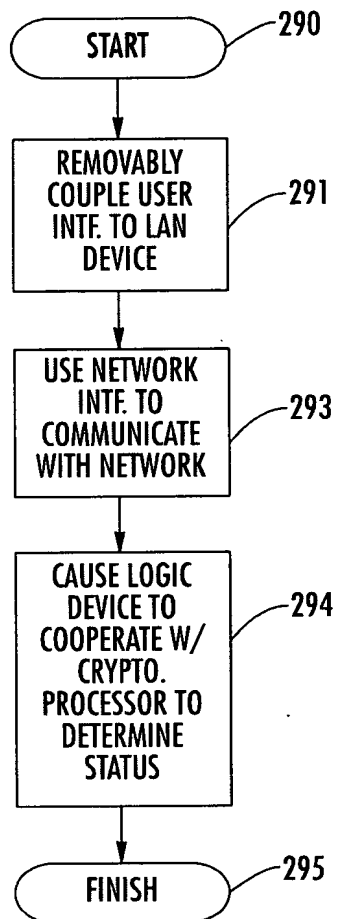 START
290
REMOVABLY
COUPLE USER
INTF. TO LAN
DEVICE
291
USE NETWORK
INTF. TO
COMMUNICATE
WITH NETWORK
293
CAUSE LOGIC
DEVICE TO
COOPERATE W/
CRYPTO.
PROCESSOR TO
DETERMINE
STATUS
294
FINISH
295